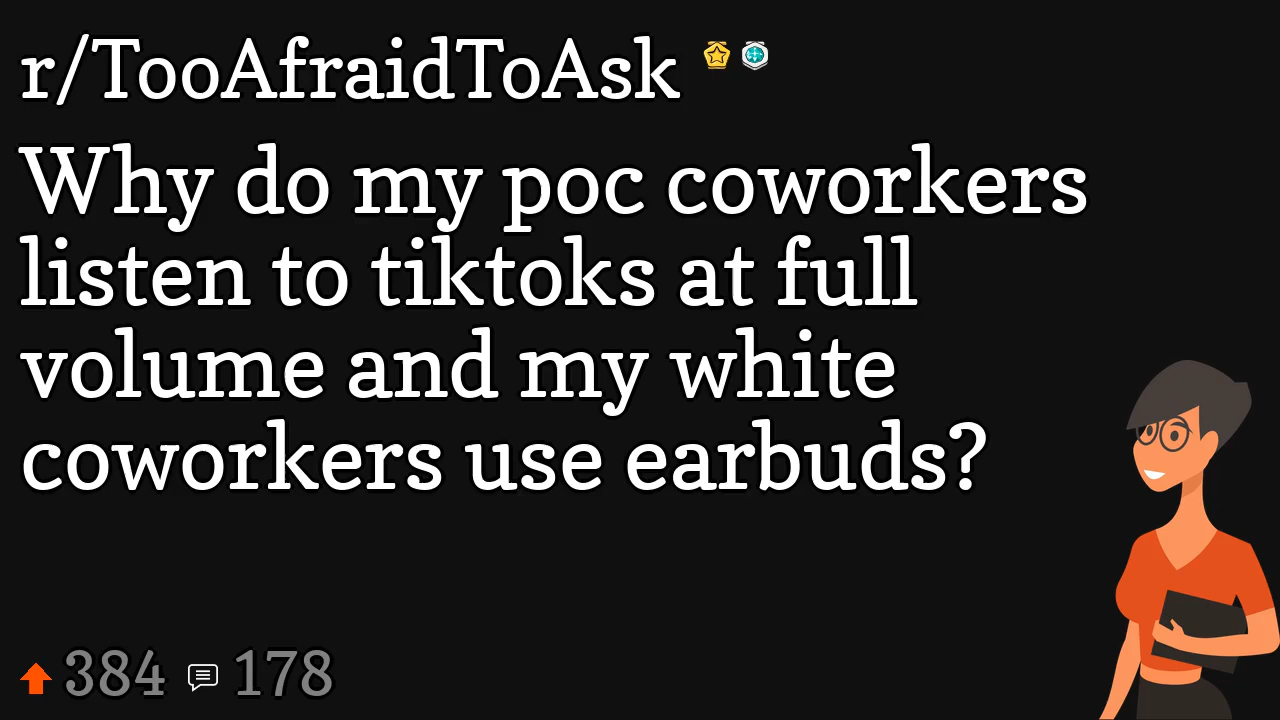 r/TooAfraidToAsk
Why do my poc coworkers
listen to tiktoks at full
volume and my white
coworkers use earbuds?
384 178